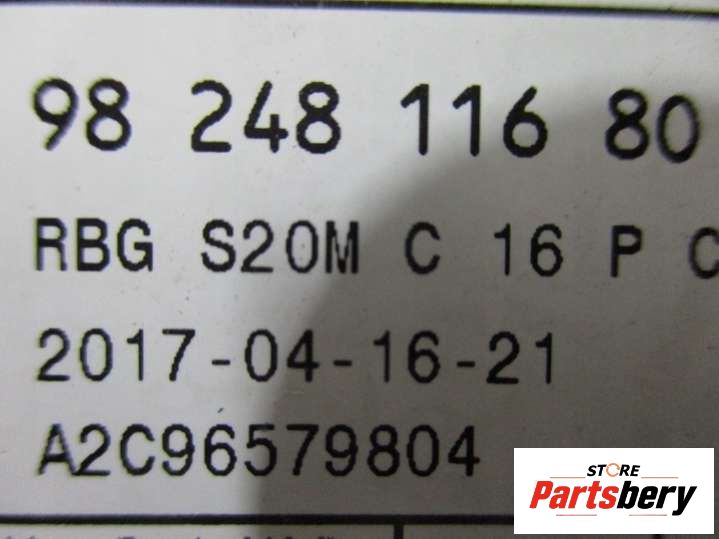 98 248 116 80
RBG S20M C 16 P C
2017-04-16-21
A2C96579804
STORE
Partsbery